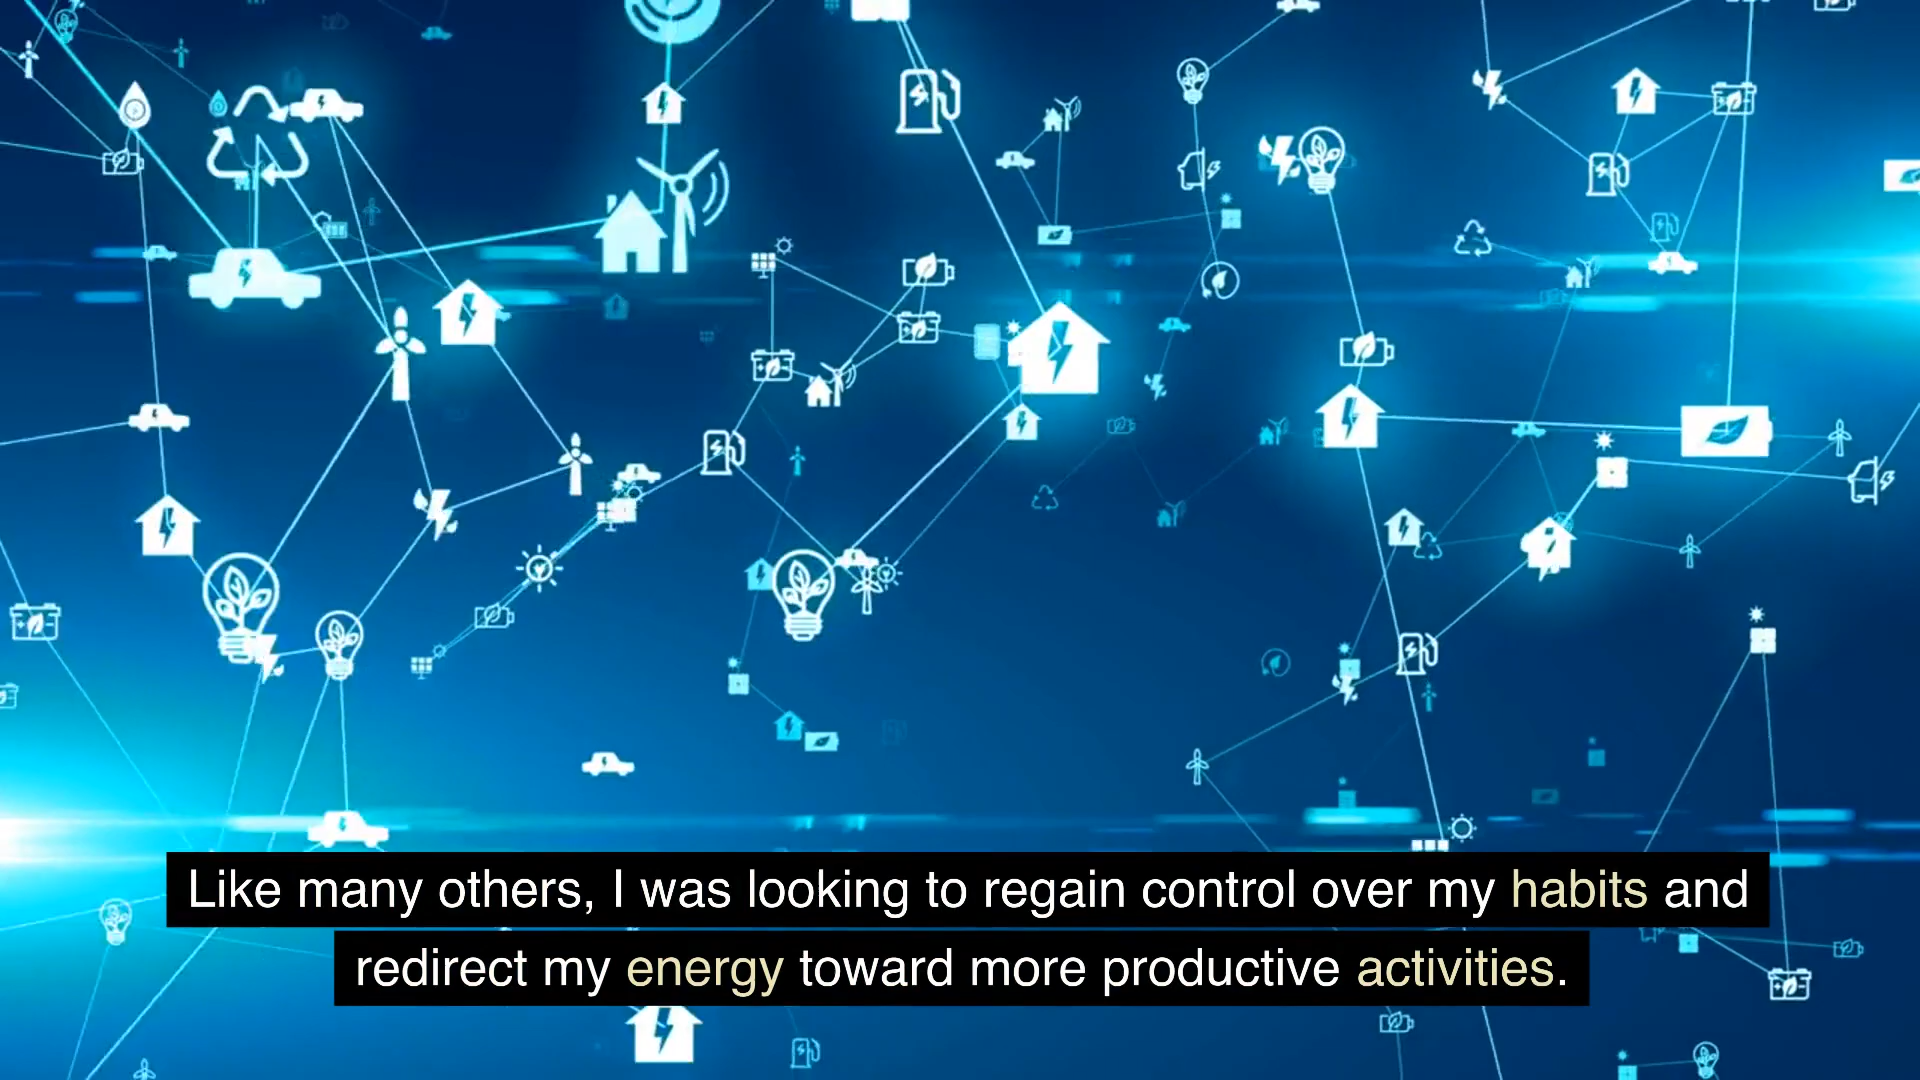 Like many others, I was looking to regain control over my habits and
redirect my energy toward more productive activities.